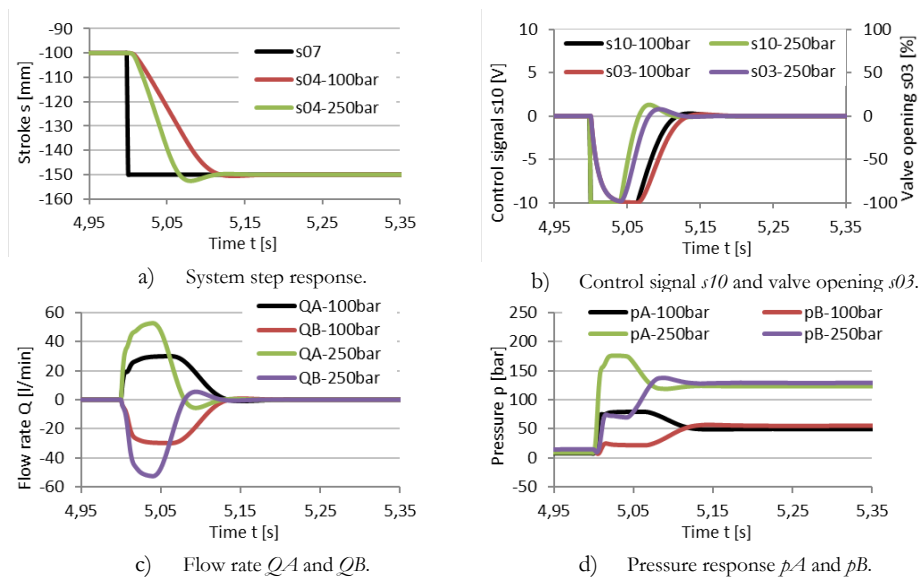 -90
-100
-110
-120
-130
-140
-150
-160
Stroke s [mm]
s07
s04-100bar
s04-250bar
4,95 5,05 5,15 5,25 5,35
Time t [s]
a) System step response.
10
5
0
-5
-10
Control signal s10 [V]
s10-100bar s10-250bar
s03-100bar s03-250bar
100
50
0
-50
-100
Valve opening s03 [%]
4,95 5,05 5,15 5,25 5,35
Time t [s]
b) Control signal s10 and valve opening s03.
60
40
20
0
-20
-40
-60
Flow rate Q [l/min]
QA-100bar
QB-100bar
QA-250bar
QB-250bar
4,95 5,05 5,15 5,25 5,35
Time t [s]
c) Flow rate QA and QB.
250
200
150
100
50
0
-50
Pressure p [bar]
pA-100bar pB-100bar
pA-250bar pB-250bar
4,95 5,05 5,15 5,25 5,35
Time t [s]
d) Pressure response pA and pB.